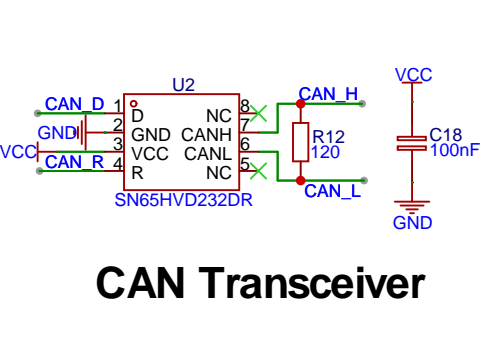 U2
CAN_D 1 D NC 8
GND 2 GND CANH 7
VCC 3 VCC CANL 6
CAN_R 4 R NC 5
SN65HVD232DR
CAN_H
R12
120
CAN_L
VCC
C18
100nF
GND
CAN Transceiver